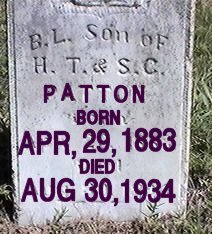 B.L. SON OF
H. T. & S. C.
PATTON
BORN
APR, 29, 1883
DIED
AUG 30, 1934